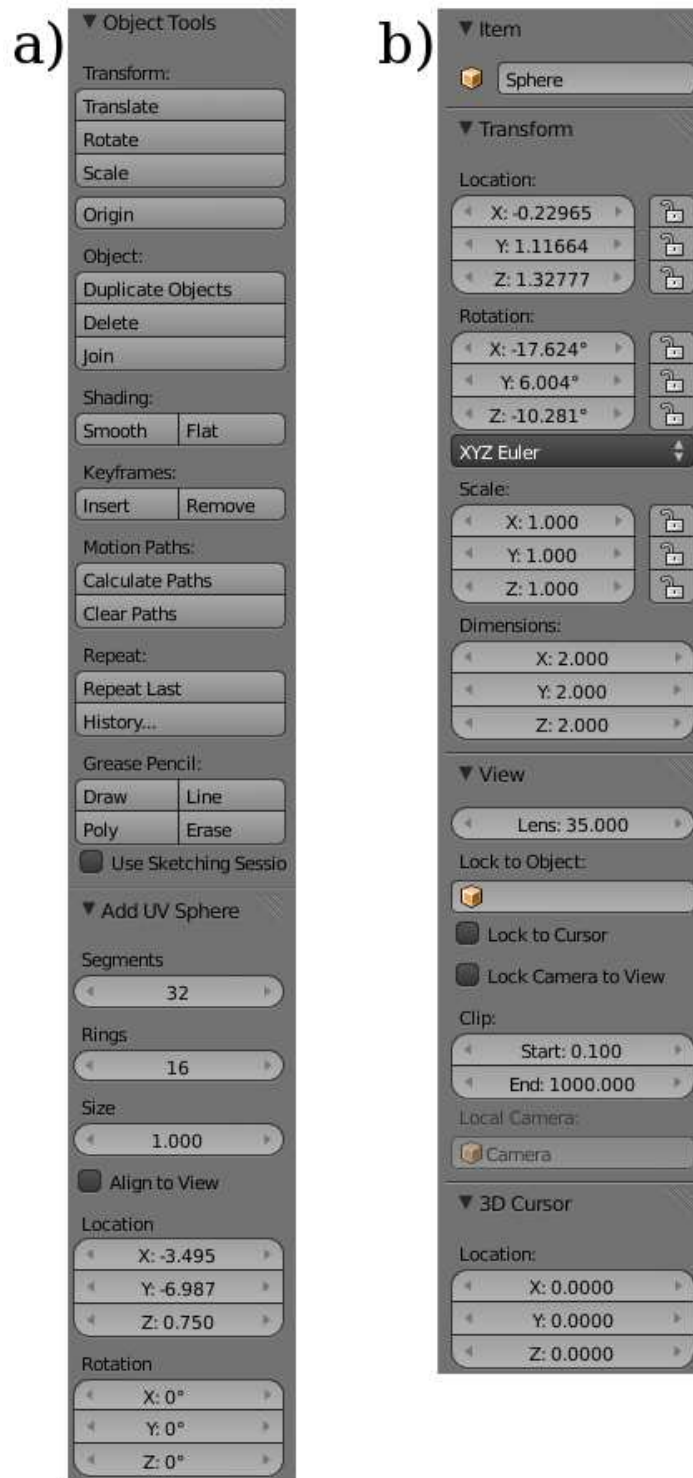 a)
Object Tools
Transform:
Translate
Rotate
Scale
Origin
Object:
Duplicate Objects
Delete
Join
Shading:
Smooth Flat
Keyframes:
Insert Remove
Motion Paths:
Calculate Paths
Clear Paths
Repeat:
Repeat Last
History...
Grease Pencil:
Draw Line
Poly Erase
Use Sketching Sessio
Add UV Sphere
Segments
32
Rings
16
Size
1.000
Align to View
Location
X: -3.495
Y: -6.987
Z: 0.750
Rotation
X: 0°
Y: 0°
Z: 0°
b)
Item
Sphere
Transform
Location:
X: -0.22965
Y: 1.11664
Z: 1.32777
Rotation:
X: -17.624°
Y: 6.004°
Z: -10.281°
XYZ Euler
Scale:
X: 1.000
Y: 1.000
Z: 1.000
Dimensions:
X: 2.000
Y: 2.000
Z: 2.000
View
Lens: 35.000
Lock to Object:
Lock to Cursor
Lock Camera to View
Clip:
Start: 0.100
End: 1000.000
Local Camera:
Camera
3D Cursor
Location:
X: 0.0000
Y: 0.0000
Z: 0.0000